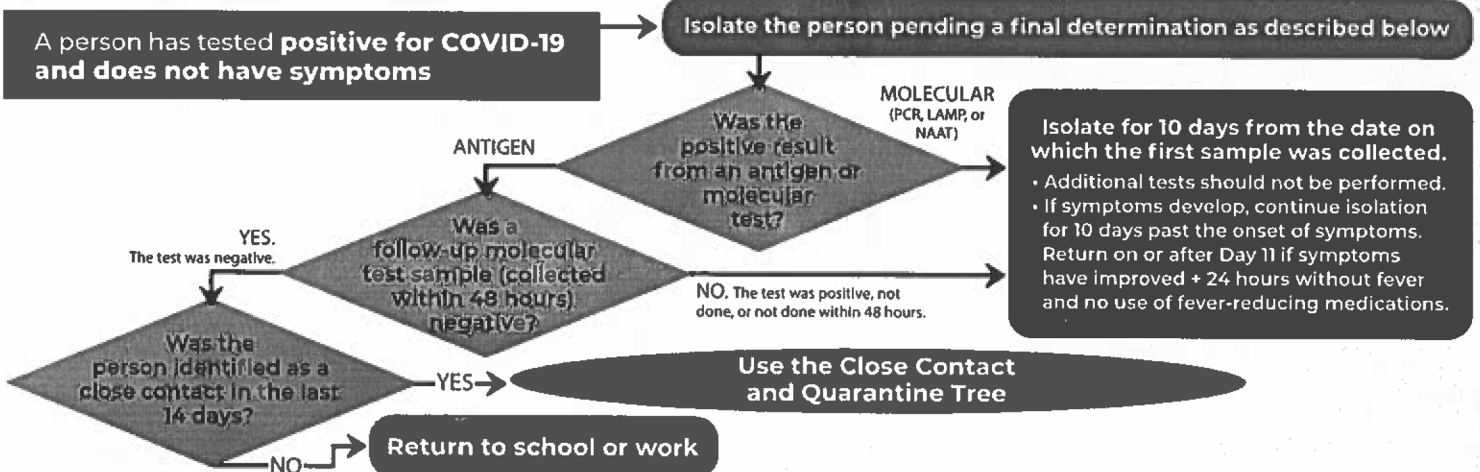 A person has tested positive for COVID-19
and does not have symptoms
Isolate the person pending a final determination as described below
Was the
positive result
from an antigen or
molecular
test?
MOLECULAR
(PCR, LAMP, or
NAAT)
Isolate for 10 days from the date on
which the first sample was collected.
• Additional tests should not be performed.
• If symptoms develop, continue isolation
for 10 days past the onset of symptoms.
Return on or after Day 11 if symptoms
have improved + 24 hours without fever
and no use of fever-reducing medications.
ANTIGEN
Was a
follow-up molecular
test sample (collected
within 48 hours)
negative?
NO. The test was positive, not
done, or not done within 48 hours.
YES.
The test was negative.
Was the
person identified as a
close contact in the last
14 days?
YES
Use the Close Contact
and Quarantine Tree
NO
Return to school or work